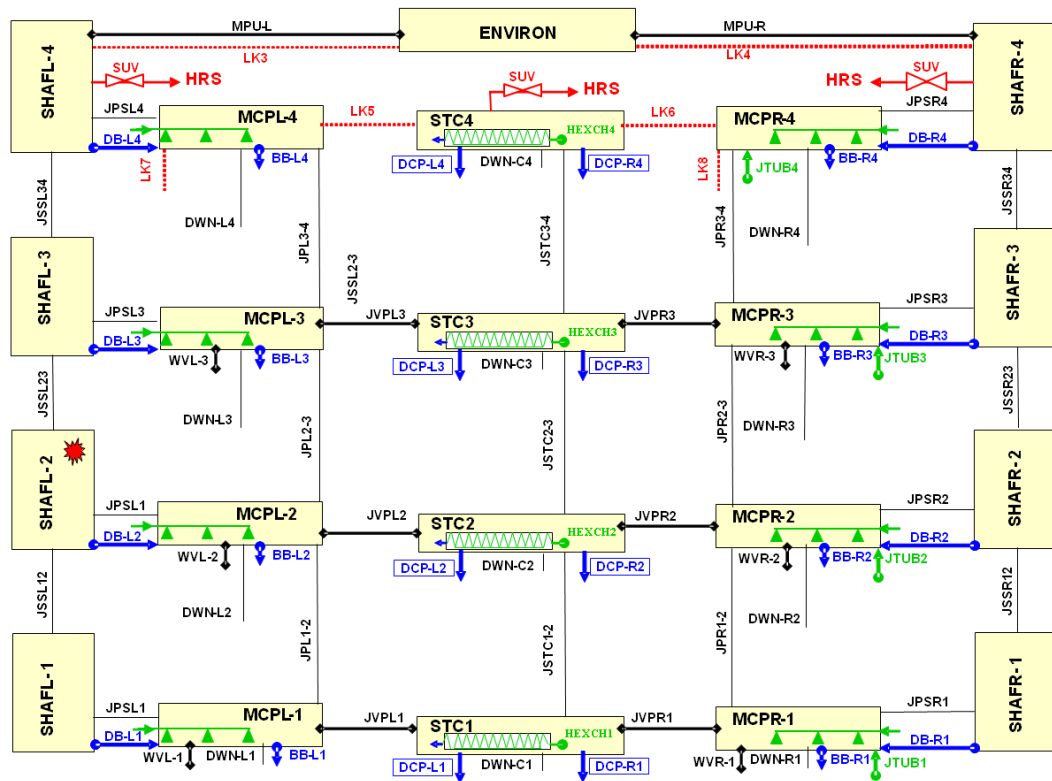 MPU-L
MPU-R
ENVIRON
SHAFL-4
SHAFR-4
LK3
LK4
SUV
HRS
SUV
HRS
HRS
SUV
JPSL4
MCPL-4
LK5
STC4
HEXCH4
LK6
MCPR-4
JPSR4
DB-L4
BB-L4
DCP-L4
DWN-C4
DCP-R4
BB-R4
DB-R4
LK7
LK8
JTUB4
JSSL34
DWN-L4
JPL3-4
JSSL2-3
JSTC3-4
JPR3-4
DWN-R4
JSSR34
SHAFL-3
SHAFR-3
JPSL3
MCPL-3
JVPL3
STC3
HEXCH3
JVPR3
MCPR-3
JPSR3
DB-L3
WVL-3
BB-L3
DCP-L3
DWN-C3
DCP-R3
WVR-3
BB-R3
DB-R3
JTUB3
JSSL23
DWN-L3
JPL2-3
JSTC2-3
JPR2-3
DWN-R3
JSSR23
SHAFL-2
SHAFR-2
JPSL1
MCPL-2
JVPL2
STC2
HEXCH2
JVPR2
MCPR-2
JPSR2
DB-L2
WVL-2
BB-L2
DCP-L2
DWN-C2
DCP-R2
WVR-2
BB-R2
DB-R2
JTUB2
JSSL12
DWN-L2
JPL1-2
JSTC1-2
JPR1-2
DWN-R2
JSSR12
SHAFL-1
SHAFR-1
JPSL1
MCPL-1
JVPL1
STC1
HEXCH1
JVPR1
MCPR-1
JPSR1
DB-L1
WVL-1
DWN-L1
BB-L1
DCP-L1
DWN-C1
DCP-R1
WVR-1
DWN-R1
BB-R1
DB-R1
JTUB1